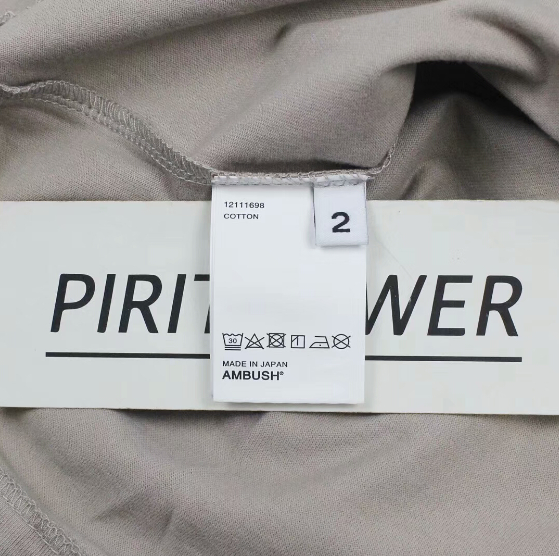 12111698
COTTON
2
PIRIT WER
30
MADE IN JAPAN
AMBUSH®